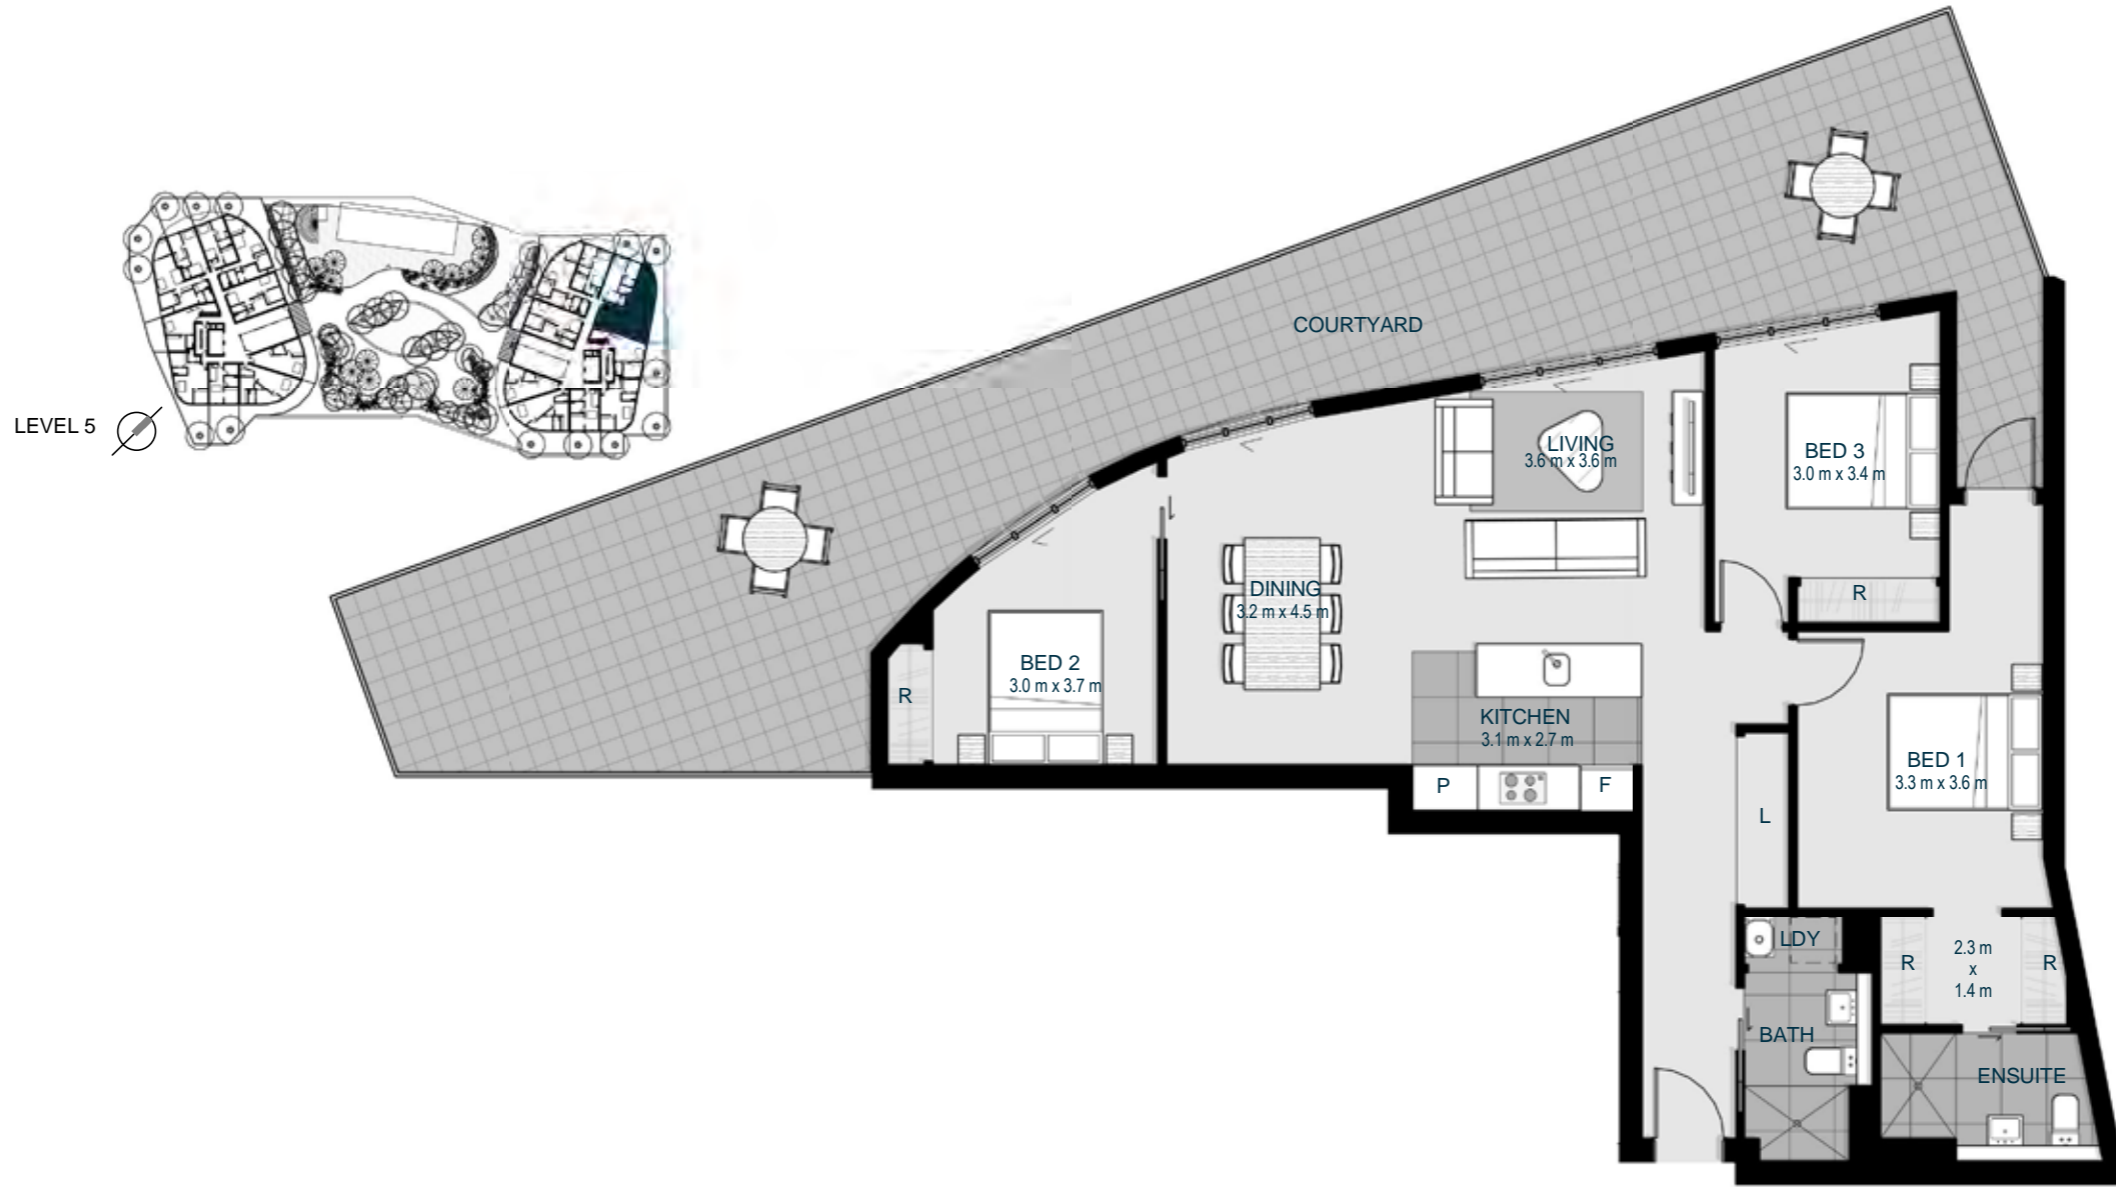 LEVEL 5
COURTYARD
LIVING
3.6 m x 3.6 m
BED 3
3.0 m x 3.4 m
R
DINING
3.2 m x 4.5 m
BED 2
3.0 m x 3.7 m
R
KITCHEN
3.1 m x 2.7 m
P
F
BED 1
3.3 m x 3.6 m
L
LDY
R
2.3 m
x
1.4 m
R
BATH
ENSUITE